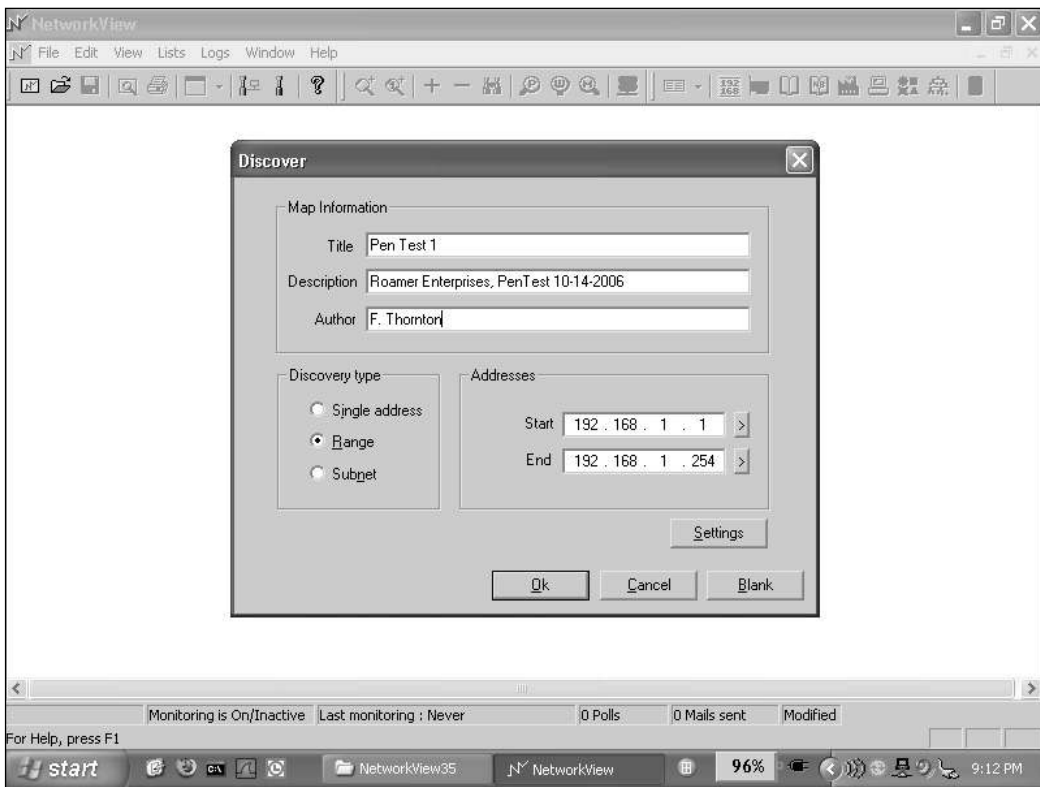 NetworkView
File Edit View Lists Logs Window Help
192
168
Discover
Map Information
Title Pen Test 1
Description Roamer Enterprises, PenTest 10-14-2006
Author F. Thornton
Discovery type
Single address
Range
Subnet
Addresses
Start 192 . 168 . 1 . 1 >
End 192 . 168 . 1 . 254 >
Settings
Ok Cancel Blank
Monitoring is On/Inactive Last monitoring : Never 0 Polls 0 Mails sent Modified
For Help, press F1
start NetworkView35 NetworkView 96% 9:12 PM